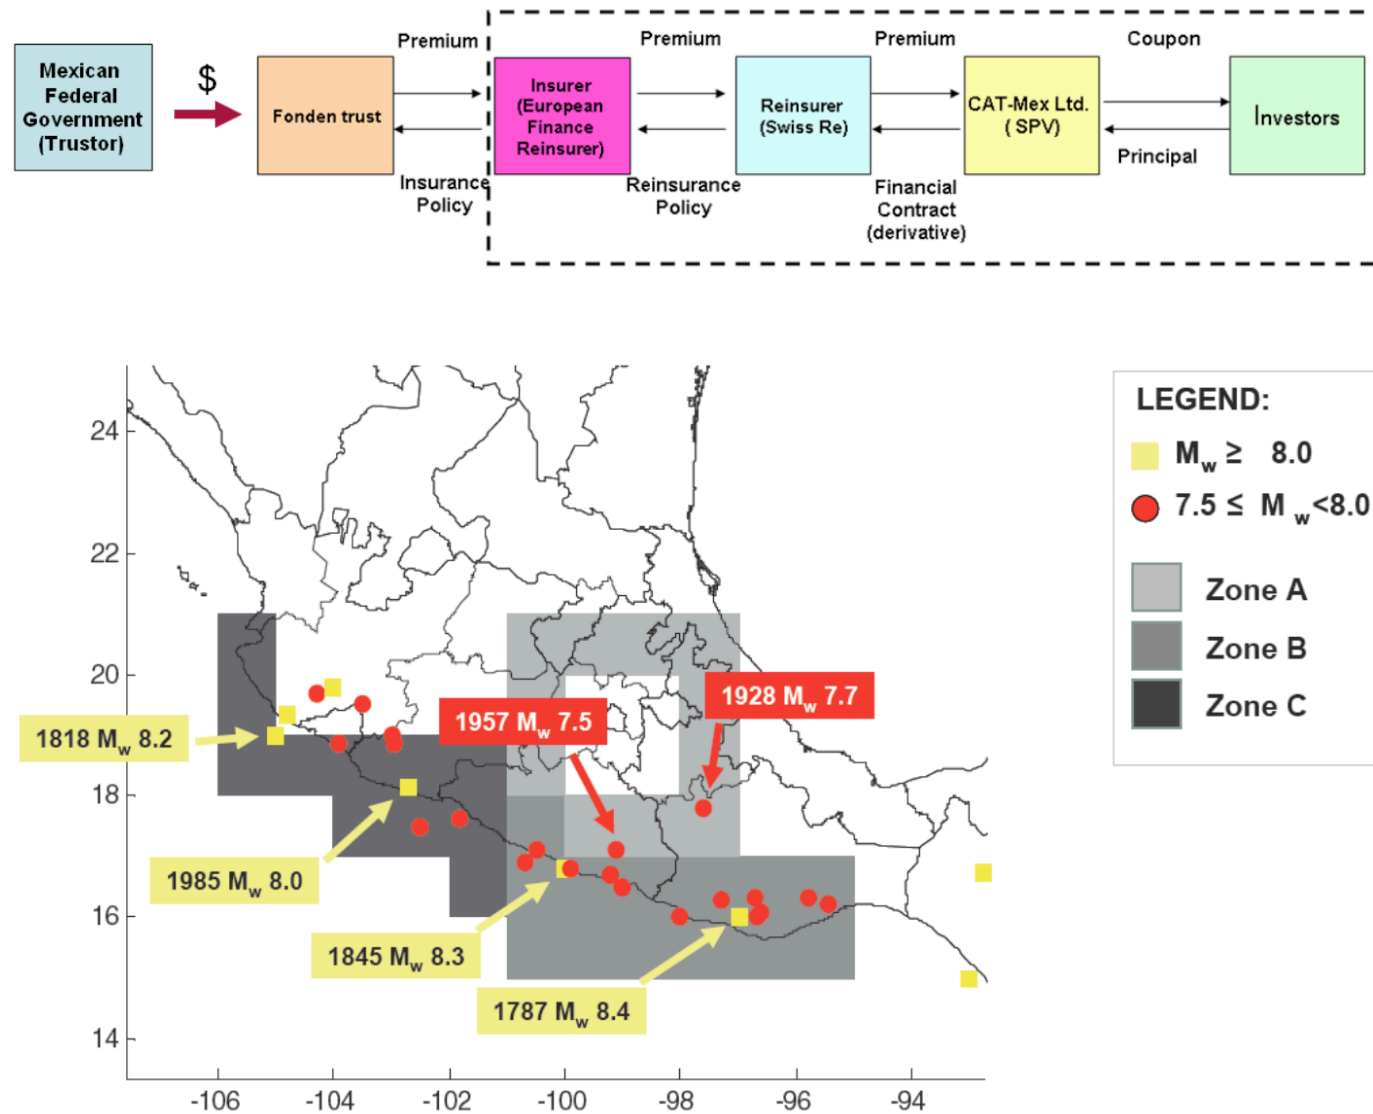 Premium
Premium
Premium
Coupon
Mexican
Federal
Government
(Trustor)
$
Fonden trust
Insurer
(European
Finance
Reinsurer)
Reinsurer
(Swiss Re)
CAT-Mex Ltd.
( SPV)
Investors
Insurance
Policy
Reinsurance
Policy
Financial
Contract
(derivative)
Principal
LEGEND:
Mw ≥ 8.0
7.5 ≤ Mw<8.0
Zone A
Zone B
Zone C
24
22
20
18
16
14
1928 Mw 7.7
1957 Mw 7.5
1818 Mw 8.2
1985 Mw 8.0
1845 Mw 8.3
1787 Mw 8.4
-106
-104
-102
-100
-98
-96
-94